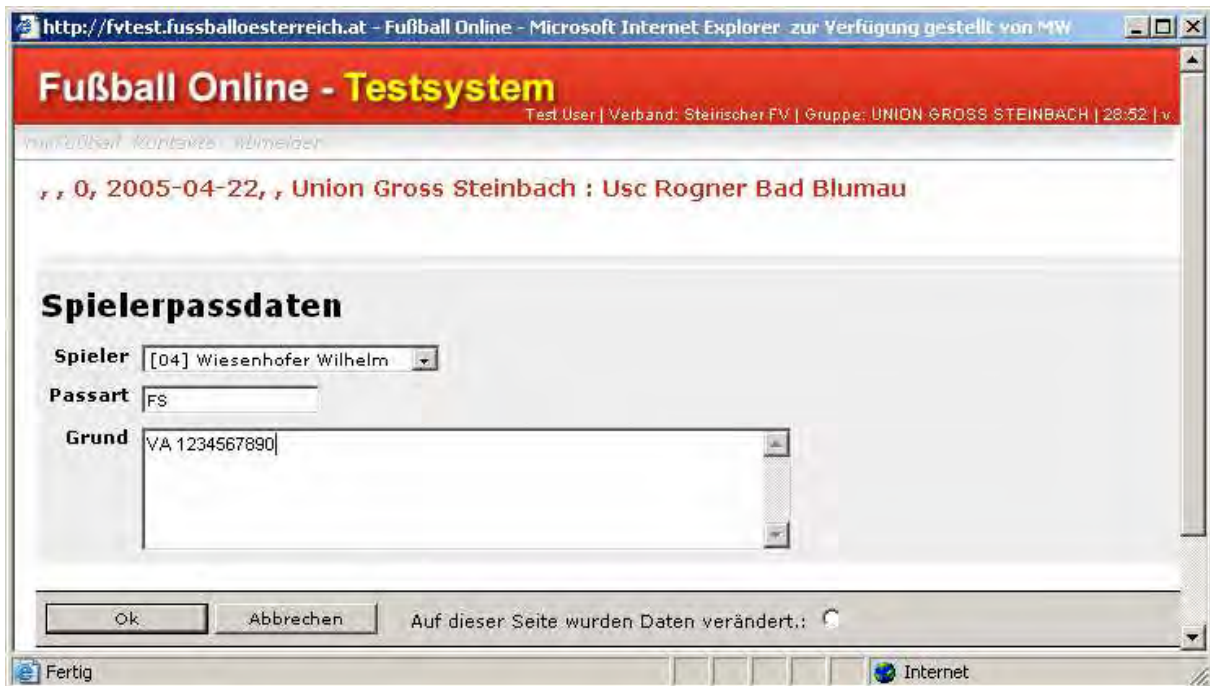 http://fvtest.fussballoesterreich.at - Fußball Online - Microsoft Internet Explorer zur Verfügung gestellt von MW
Fußball Online - Testsystem
Test User | Verband: Steirischer FV | Gruppe: UNION GROSS STEINBACH | 28:52 | v.
Kontakte Abmelden
, , 0, 2005-04-22, , Union Gross Steinbach : Usc Rogner Bad Blumau
Spielerpassdaten
Spieler [04] Wiesenhofer Wilhelm
Passart FS
Grund VA 1234567890
Ok Abbrechen Auf dieser Seite wurden Daten verändert.:
Fertig Internet